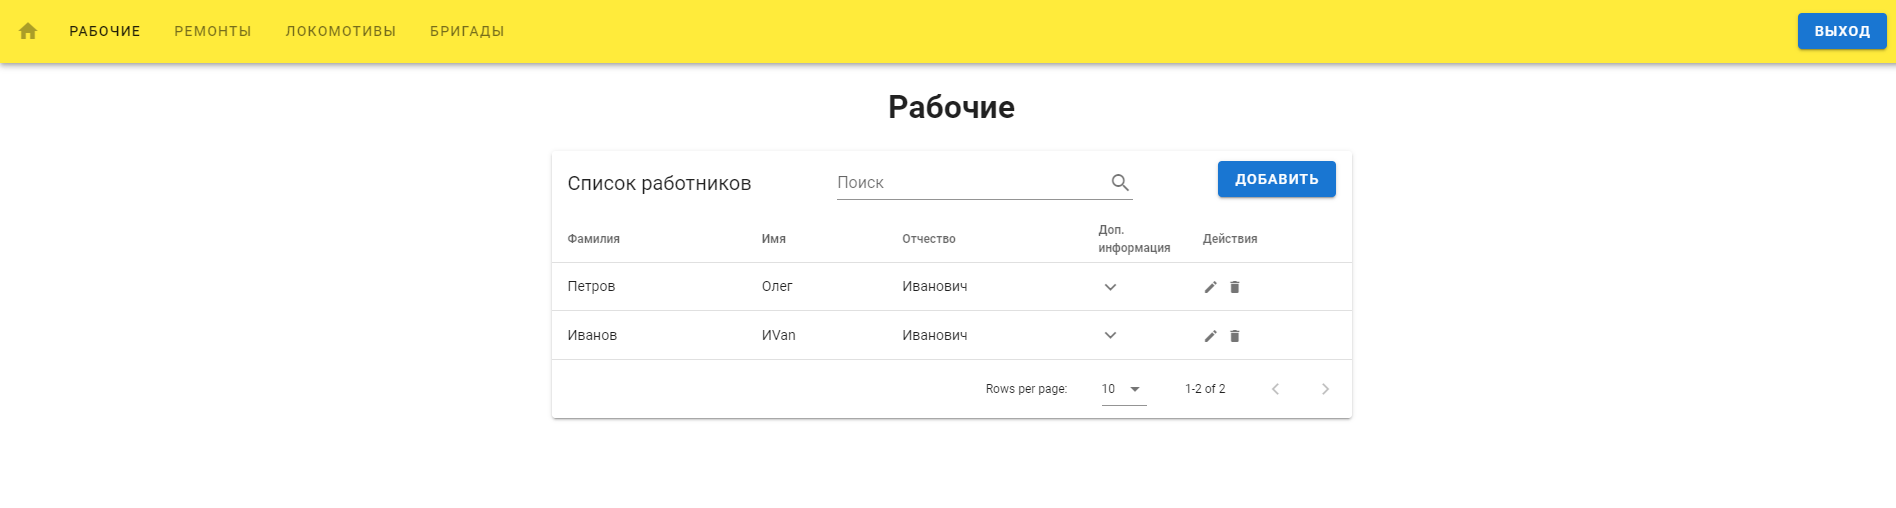 РАБОЧИЕ РЕМОНТЫ ЛОКОМОТИВЫ БРИГАДЫ ВЫХОД
Рабочие
Список работников Поиск ДОБАВИТЬ
Фамилия Имя Отчество Доп. информация Действия
Петров Олег Иванович
Иванов ИVan Иванович
Rows per page: 10 1-2 of 2